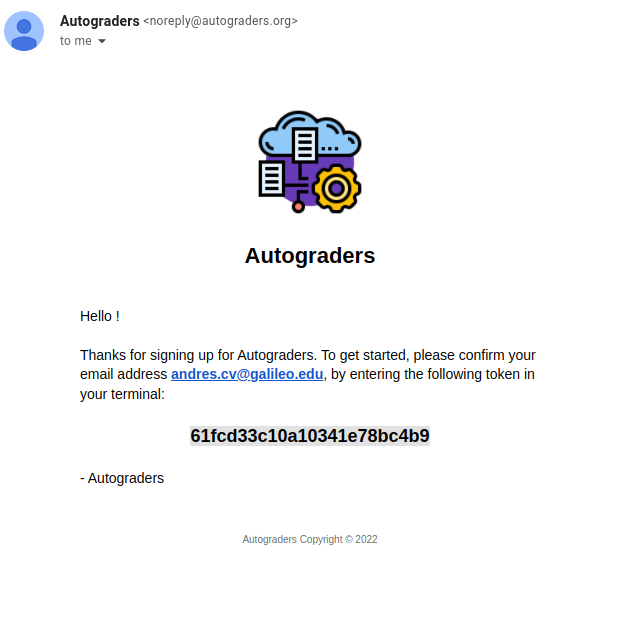 Autograders <noreply@autograders.org>
to me
Autograders
Hello !
Thanks for signing up for Autograders. To get started, please confirm your
email address andres.cv@galileo.edu, by entering the following token in
your terminal:
61fcd33c10a10341e78bc4b9
- Autograders
Autograders Copyright © 2022